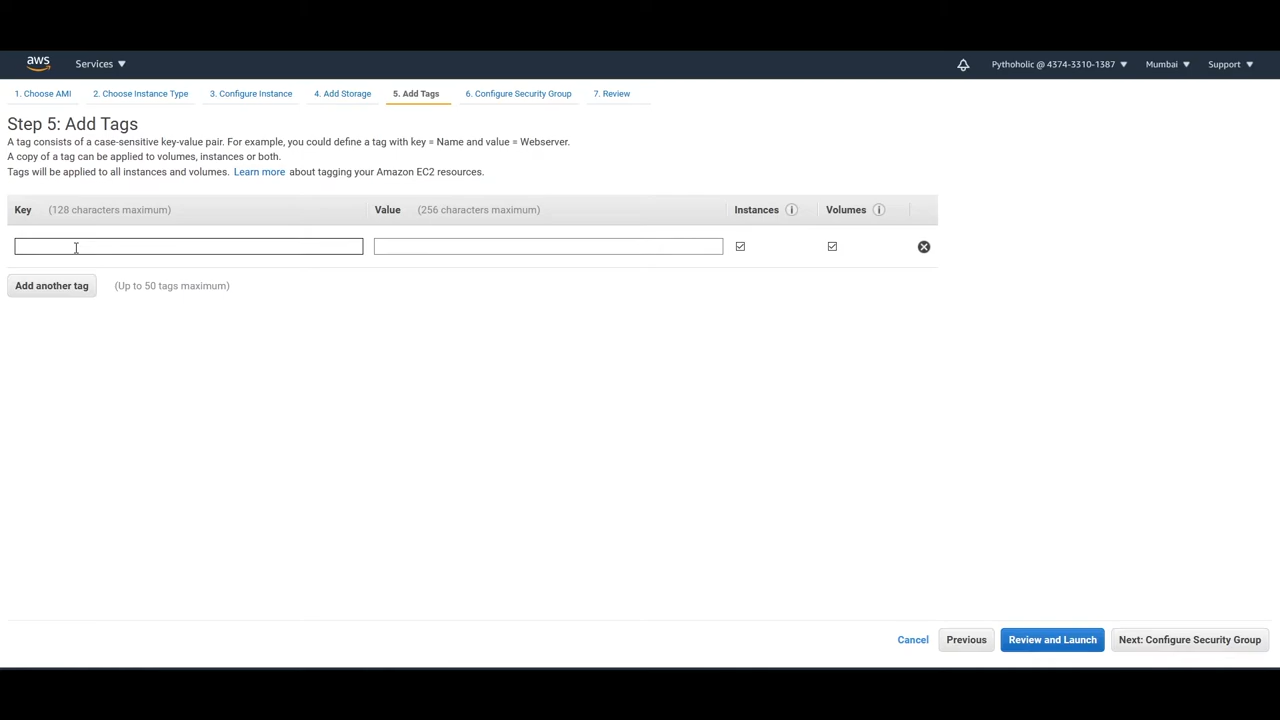 aws Services Pythoholic @ 4374-3310-1387 Mumbai Support
1. Choose AMI 2. Choose Instance Type 3. Configure Instance 4. Add Storage 5. Add Tags 6. Configure Security Group 7. Review
Step 5: Add Tags
A tag consists of a case-sensitive key-value pair. For example, you could define a tag with key = Name and value = Webserver.
A copy of a tag can be applied to volumes, instances or both.
Tags will be applied to all instances and volumes. Learn more about tagging your Amazon EC2 resources.
Key (128 characters maximum) Value (256 characters maximum) Instances i Volumes i
Add another tag (Up to 50 tags maximum)
Cancel Previous Review and Launch Next: Configure Security Group